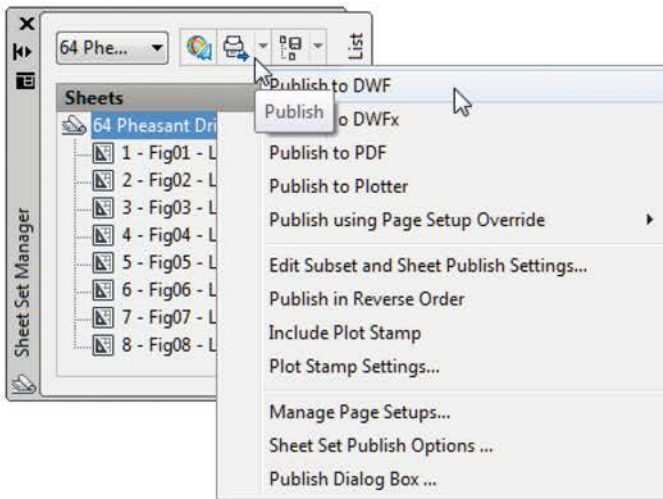 64 Phe...
List
Publish to DWF
Publish
to DWFx
Sheets
64 Pheasant Dri
1 - Fig01 - L
2 - Fig02 - L
3 - Fig03 - L
4 - Fig04 - L
5 - Fig05 - L
6 - Fig06 - L
7 - Fig07 - L
8 - Fig08 - L
Sheet Set Manager
Publish to PDF
Publish to Plotter
Publish using Page Setup Override
Edit Subset and Sheet Publish Settings...
Publish in Reverse Order
Include Plot Stamp
Plot Stamp Settings...
Manage Page Setups...
Sheet Set Publish Options ...
Publish Dialog Box ...